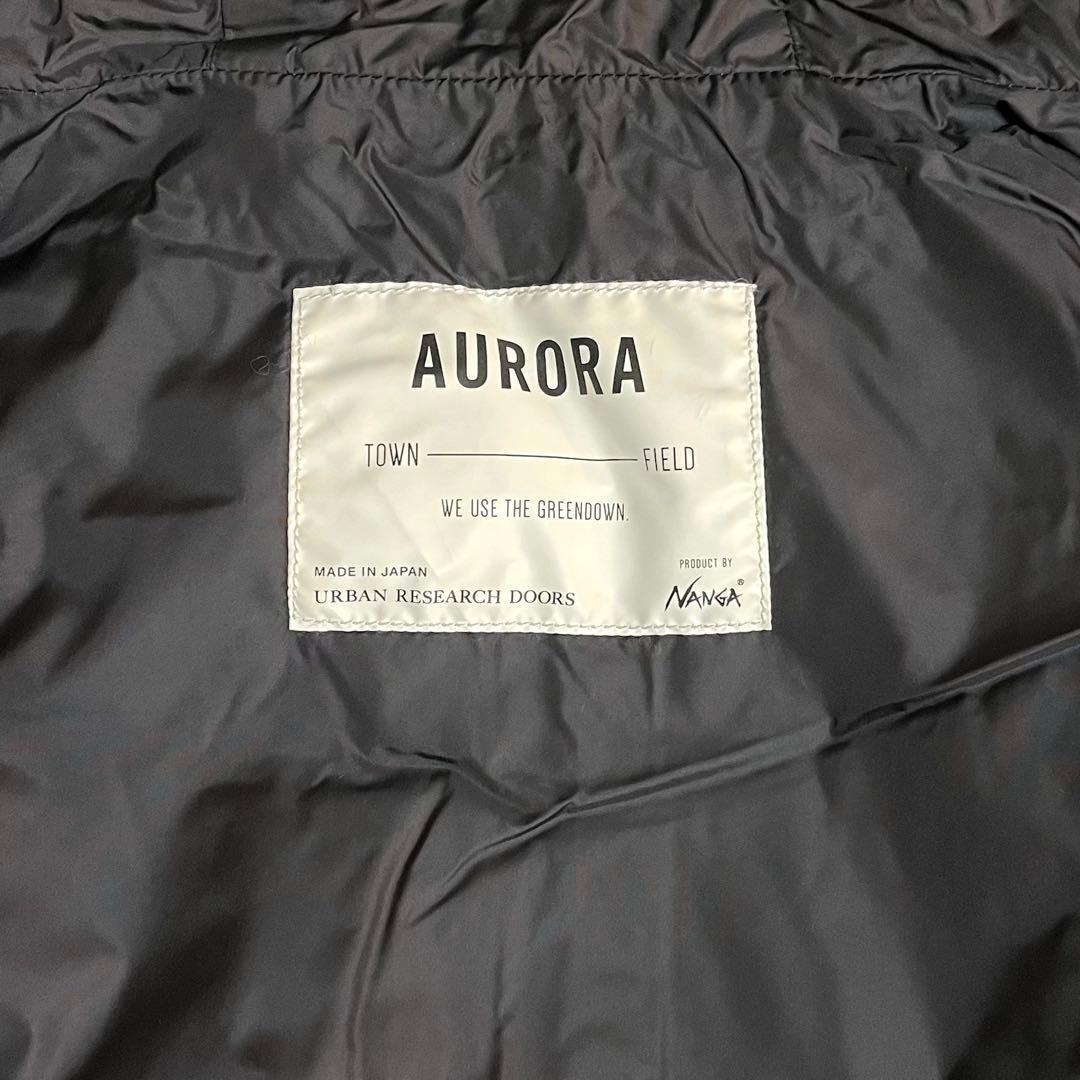 AURORA
TOWN FIELD
WE USE THE GREENDOWN.
MADE IN JAPAN
URBAN RESEARCH DOORS
PRODUCT BY
NANGA®